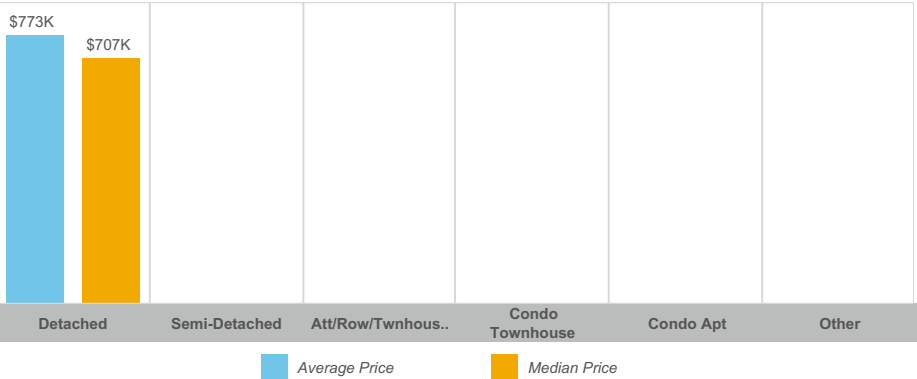 $773K
$707K
Detached
Semi-Detached
Att/Row/Twnhous..
Condo
Townhouse
Condo Apt
Other
Average Price
Median Price